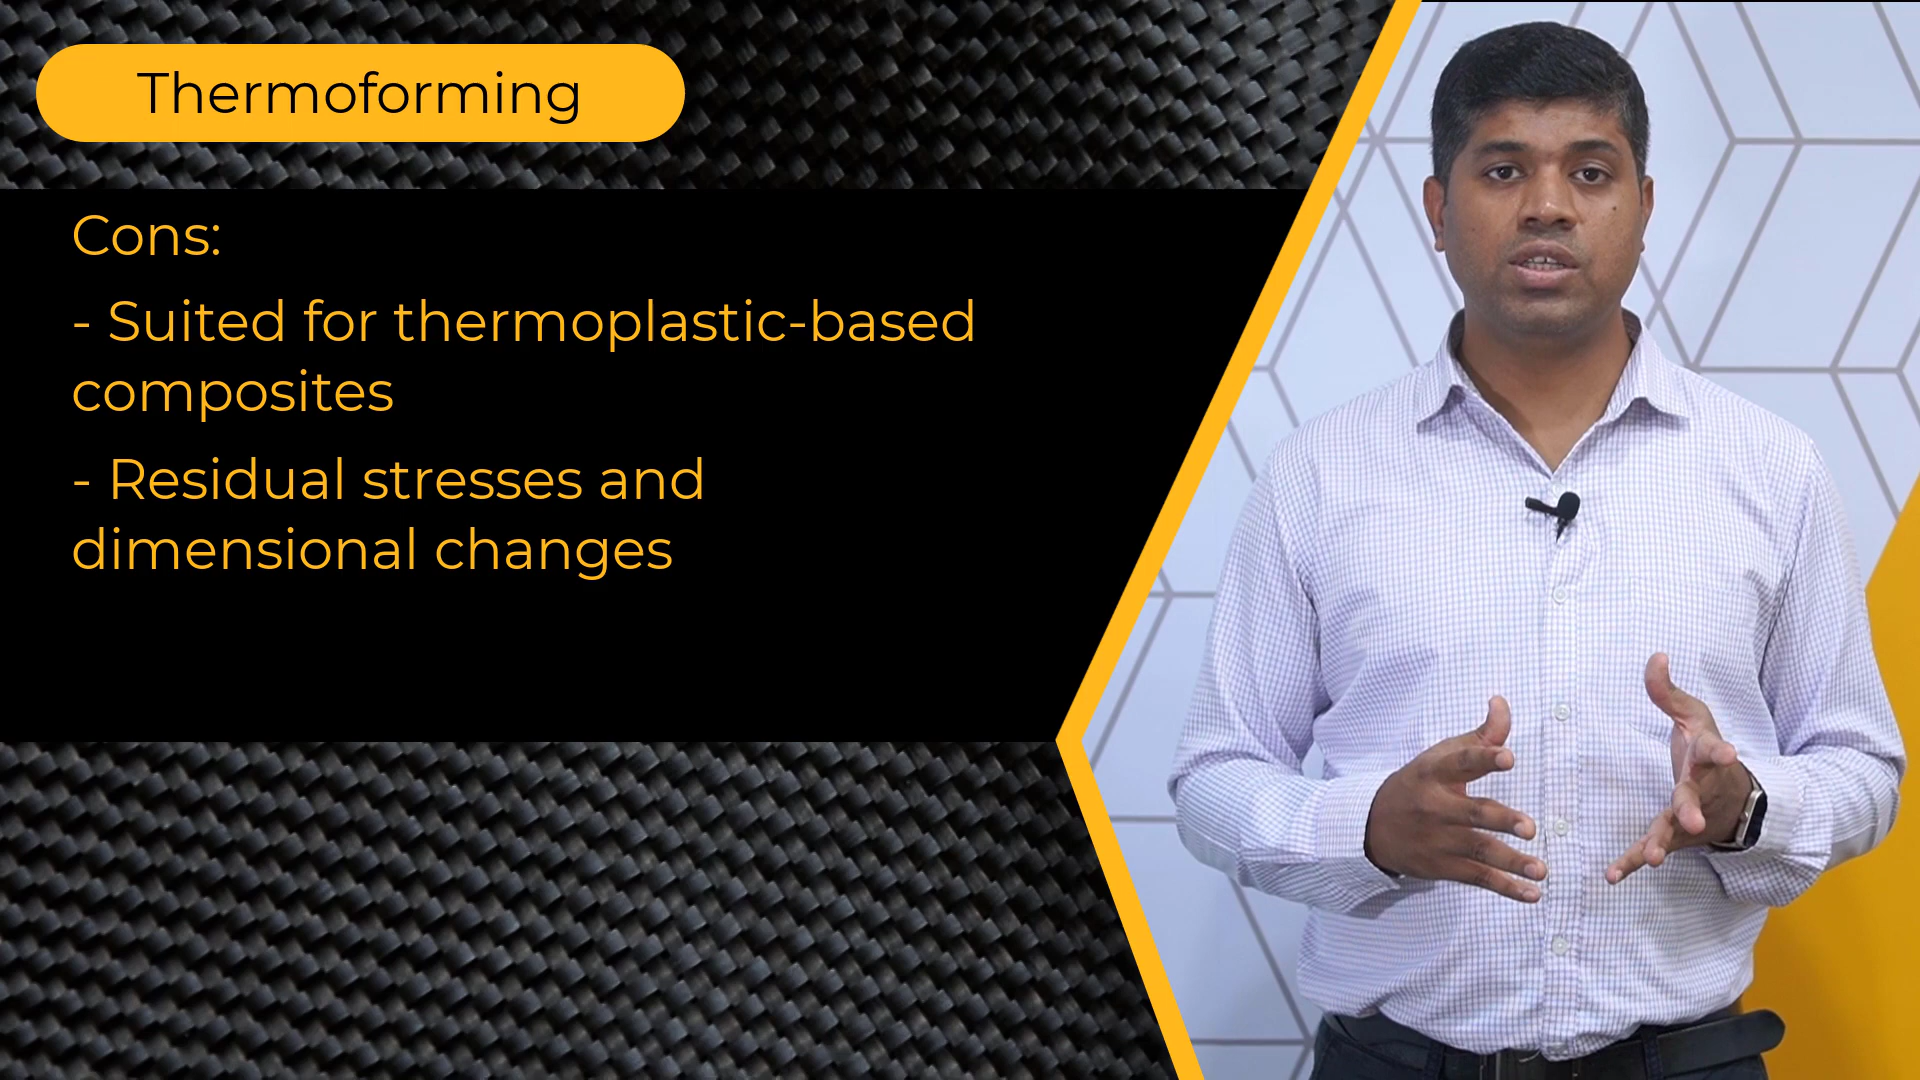 Thermoforming
Cons:
- Suited for thermoplastic-based
composites
- Residual stresses and
dimensional changes